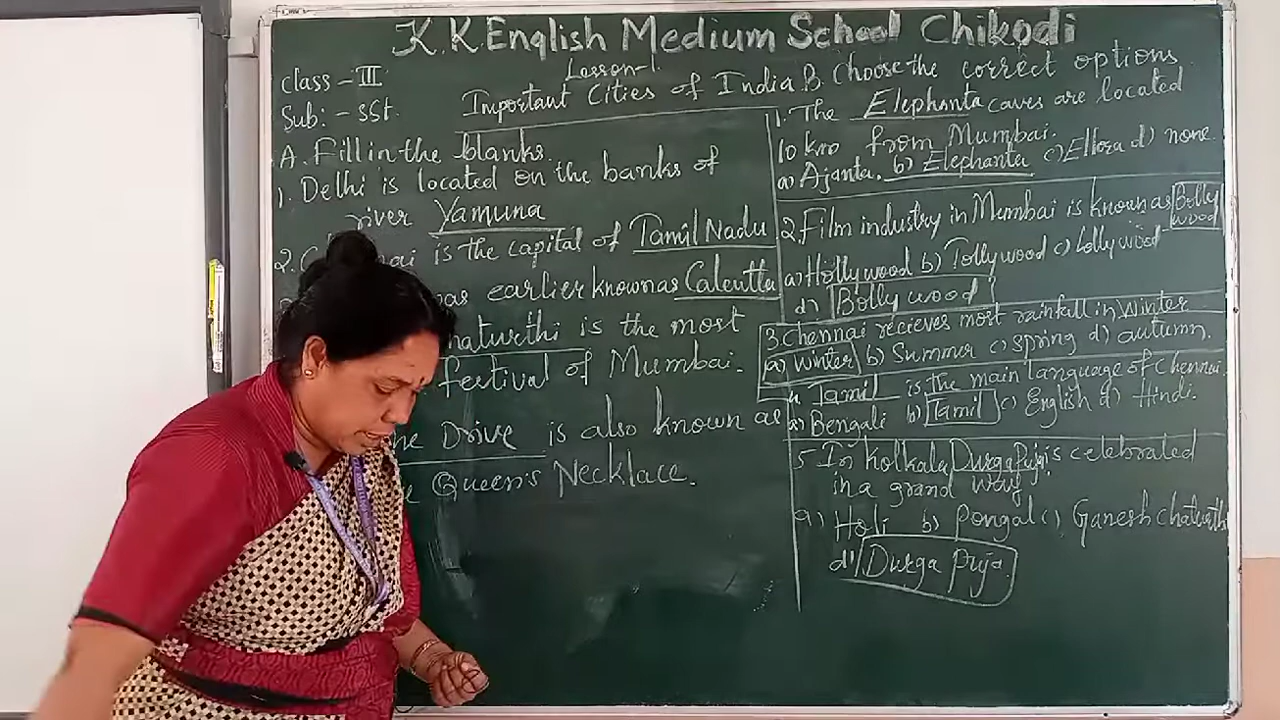 K.K.English Medium School Chikodi
class - III
Sub: - SSt.
Lesson-1.
Important Cities of India
A. Fill in the blanks.
1. Delhi is located on the banks of
river Yamuna
2. is the capital of Tamil Nadu
earlier known as Calcutta
is the most
festival of Mumbai.
Drive is also known as
Queen's Necklace.
B. Choose the correct options
1. The Elephanta caves are located
10 km from Mumbai.
a) Ajanta. b) Elephanta c) Ellora d) none
2. Film industry in Mumbai is known as Bolly
wood
a) Hollywood b) Tollywood c) Lollywood
d) Bolly wood
3. Chennai recieves most rainfall in Winter
a) Winter b) Summer c) spring d) autumn.
4. Tamil is the main language of Chennai.
a) Bengali b) Tamil c) English d) Hindi.
5. In Kolkala Durga Puja is celebrated
in a grand way.
a) Holi b) Pongal c) Ganesh chaturthi
d) Durga Puja